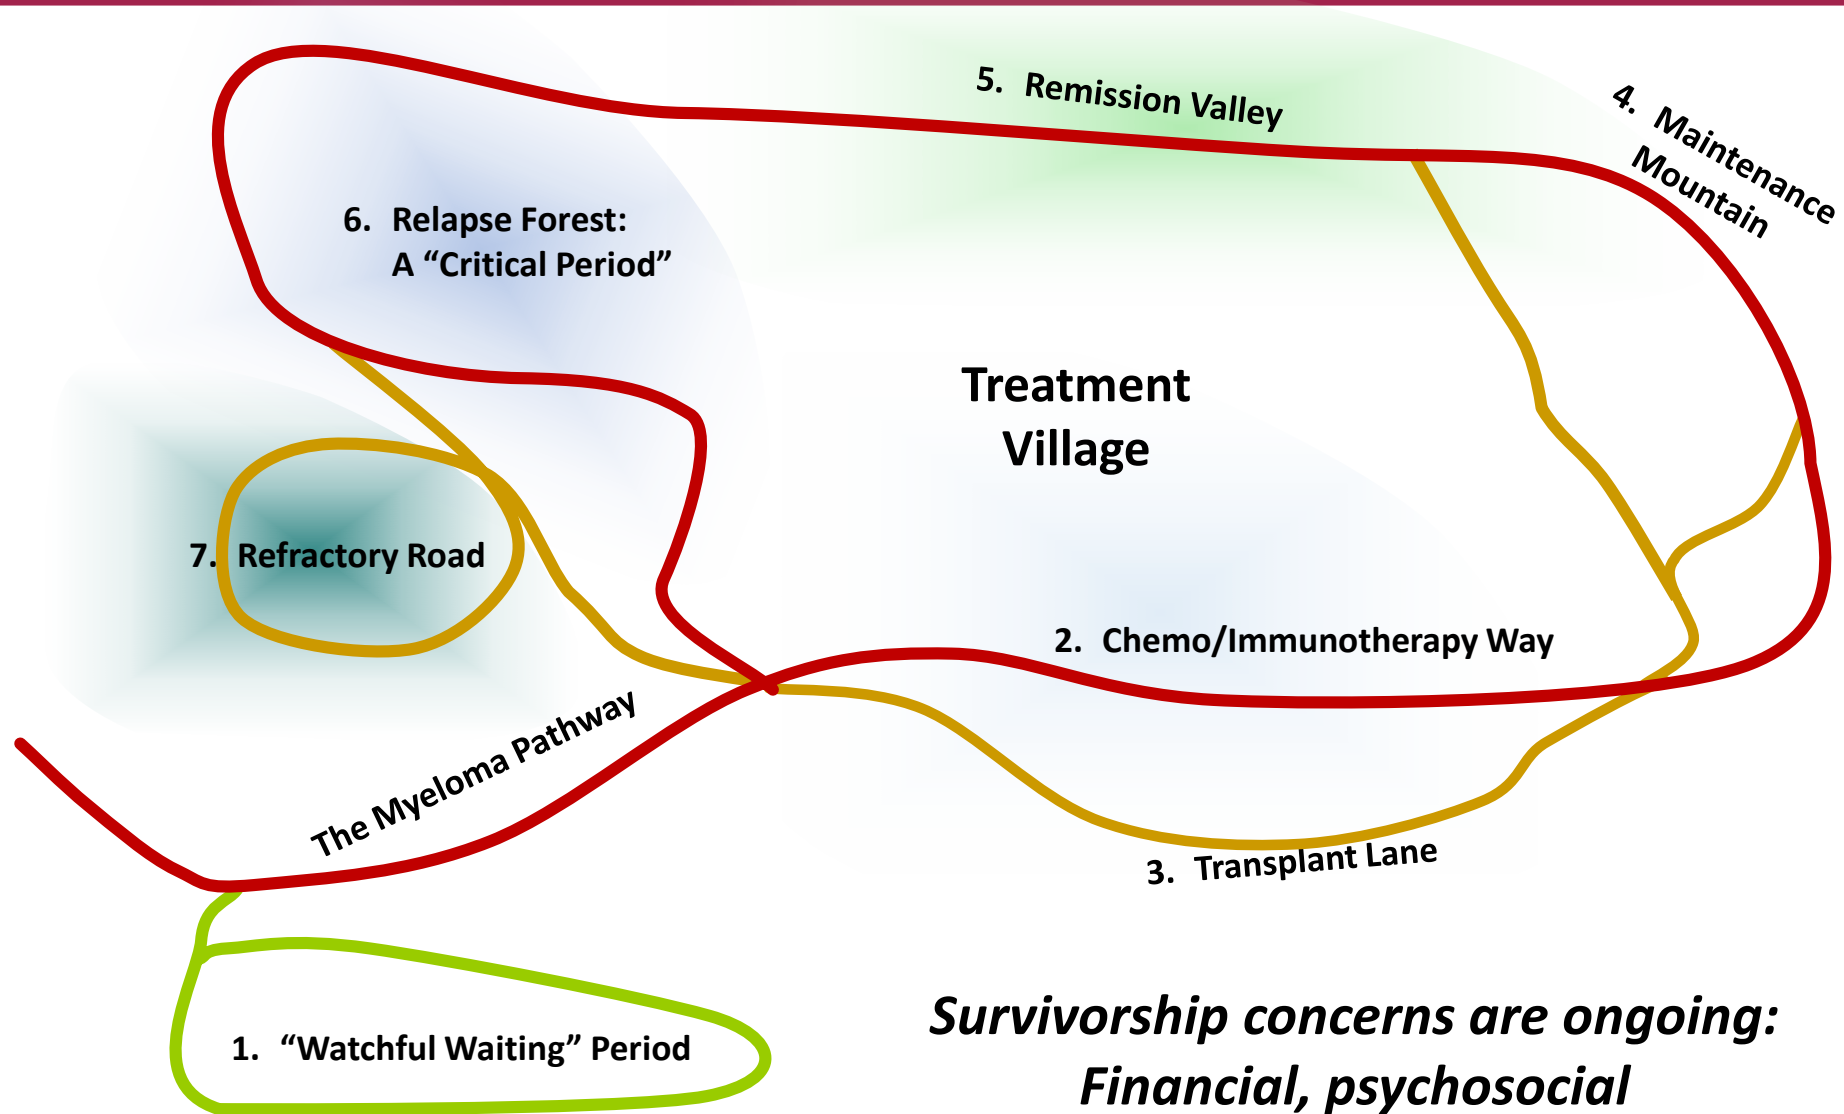 5. Remission Valley
4. Maintenance
Mountain
6. Relapse Forest:
A “Critical Period”
Treatment
Village
7. Refractory Road
2. Chemo/Immunotherapy Way
The Myeloma Pathway
3. Transplant Lane
1. “Watchful Waiting” Period
Survivorship concerns are ongoing:
Financial, psychosocial